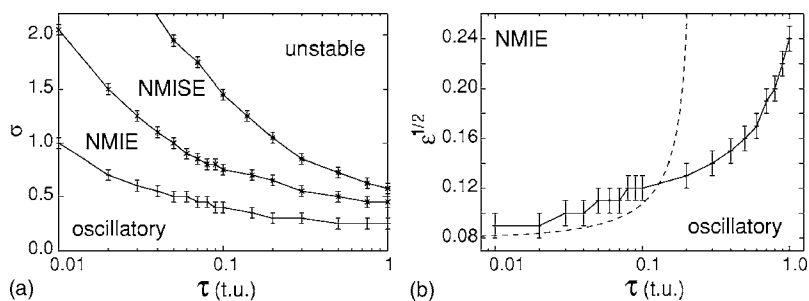 2.0
1.5
1.0
0.5
0.0
σ
unstable
NMISE
NMIE
oscillatory
0.01
0.1
1
τ (t.u.)
(a)
NMIE
0.24
0.20
0.16
0.12
0.08
ε^1/2
oscillatory
0.01
0.1
1.0
τ (t.u.)
(b)